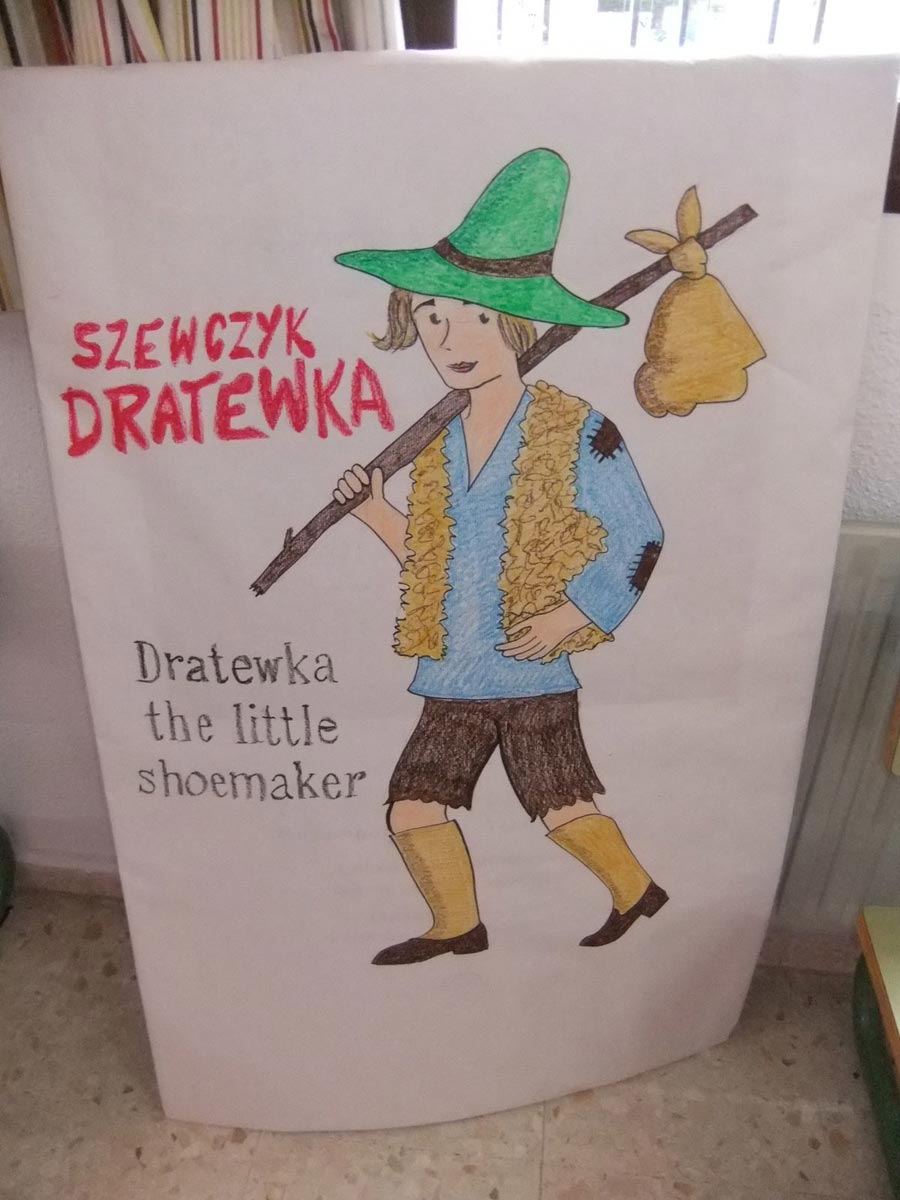 SZEWCZYK
DRATEWKA
Dratewka
the little
shoemaker